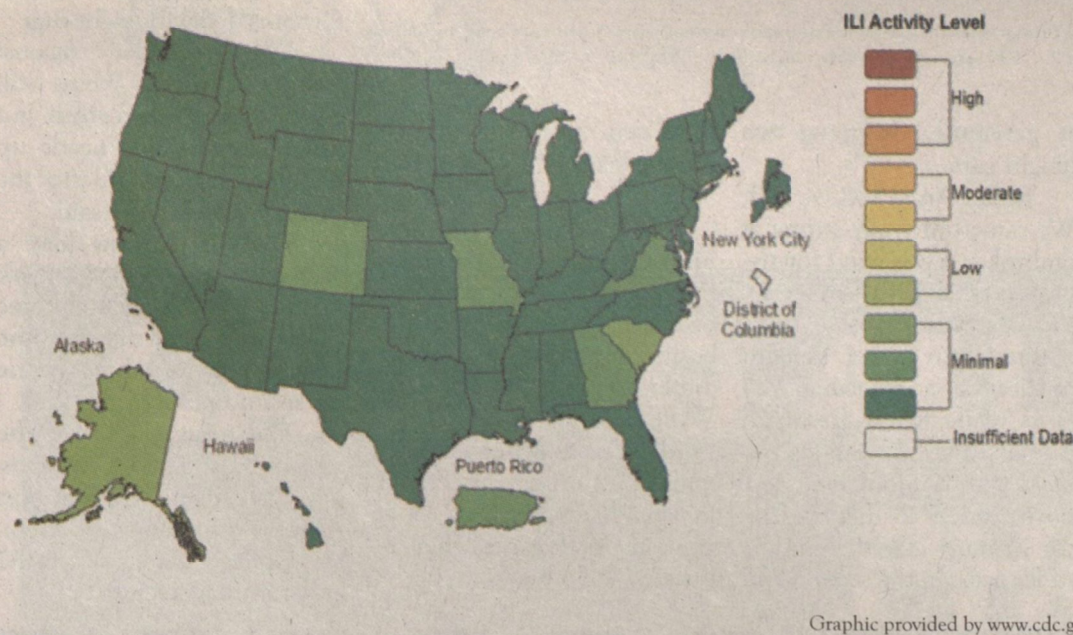 ILI Activity Level
High
Moderate
Low
Minimal
Insufficient Data
New York City
District of
Columbia
Alaska
Hawaii
Puerto Rico
Graphic provided by www.cdc.g